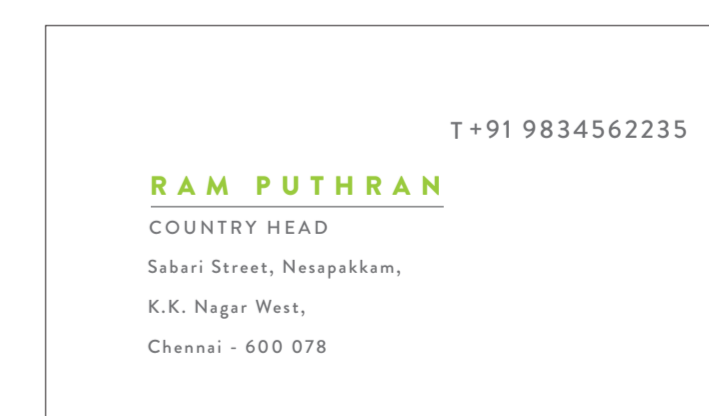 T +91 9834562235
RAM PUTHRAN
COUNTRY HEAD
Sabari Street, Nesapakkam,
K.K. Nagar West,
Chennai - 600 078